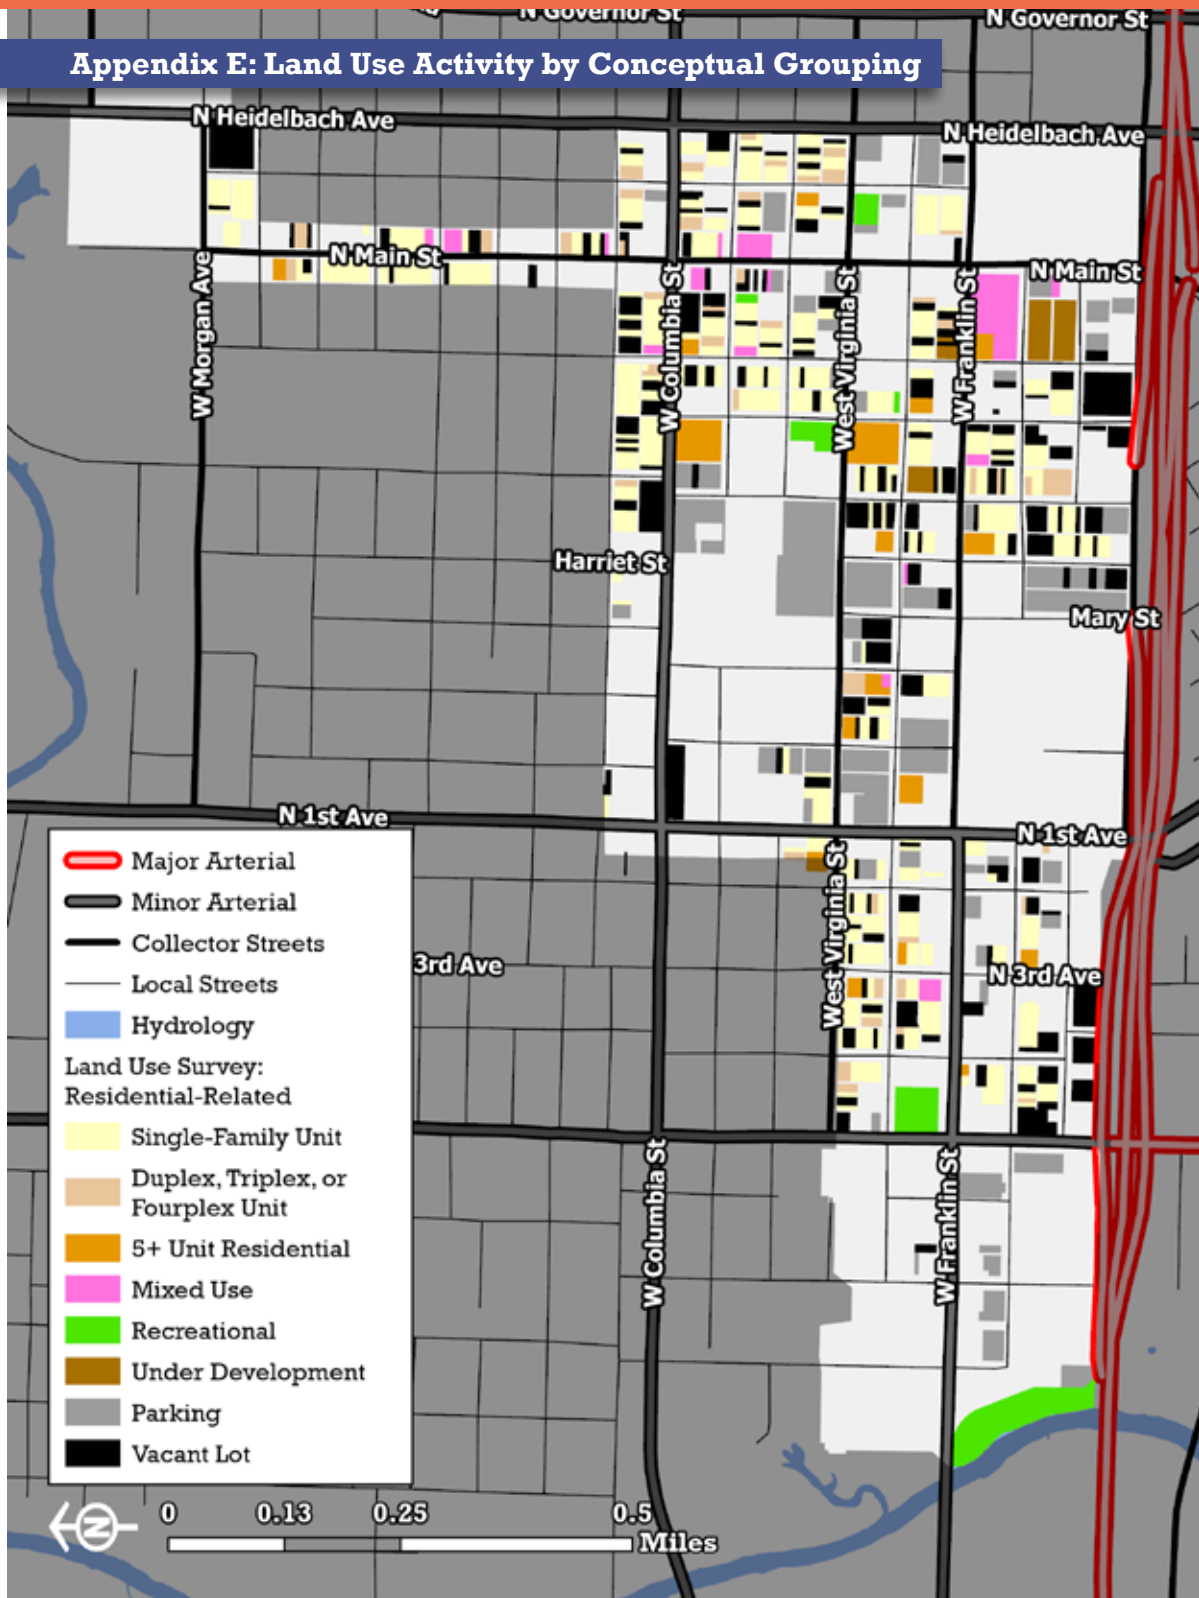 N Governor St
N Governor St
Appendix E: Land Use Activity by Conceptual Grouping
N Heidelbach Ave
N Heidelbach Ave
N Main St
N Main St
W Morgan Ave
W Columbia St
West Virginia St
W Franklin St
Harriet St
Mary St
N 1st Ave
N 1st Ave
West Virginia St
3rd Ave
N 3rd Ave
W Columbia St
W Franklin St
Major Arterial
Minor Arterial
Collector Streets
Local Streets
Hydrology
Land Use Survey:
Residential-Related
Single-Family Unit
Duplex, Triplex, or
Fourplex Unit
5+ Unit Residential
Mixed Use
Recreational
Under Development
Parking
Vacant Lot
N
0 0.13 0.25 0.5
Miles